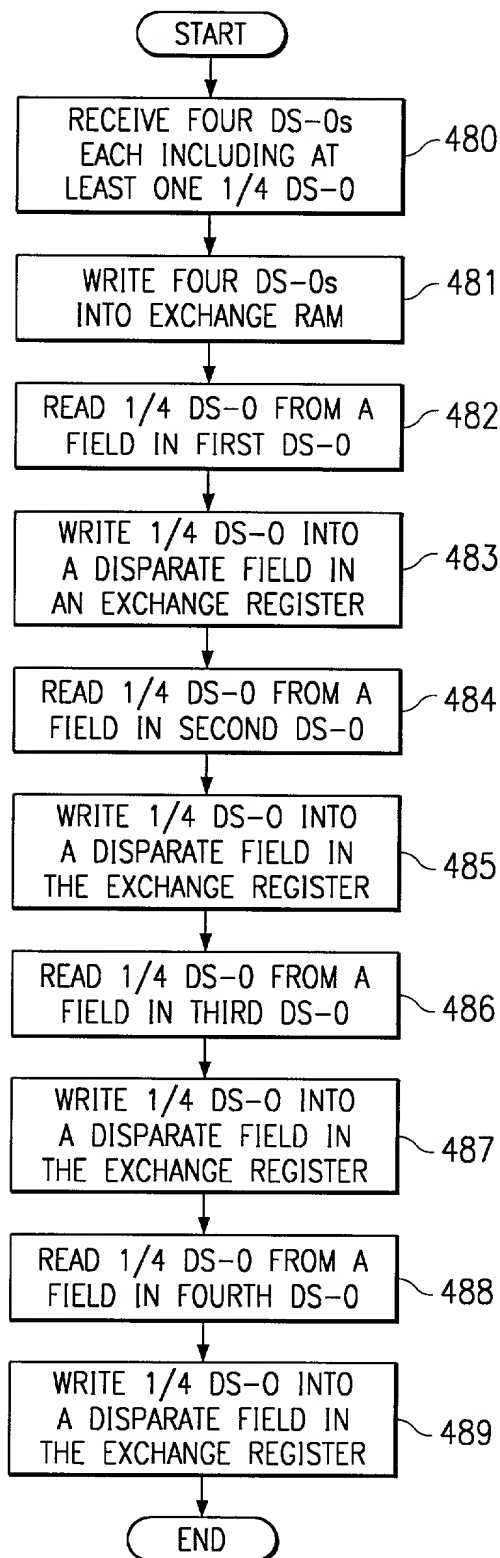 START
RECEIVE FOUR DS-0s
EACH INCLUDING AT
LEAST ONE 1/4 DS-0
480
WRITE FOUR DS-0s
INTO EXCHANGE RAM
481
READ 1/4 DS-0 FROM A
FIELD IN FIRST DS-0
482
WRITE 1/4 DS-0 INTO
A DISPARATE FIELD IN
AN EXCHANGE REGISTER
483
READ 1/4 DS-0 FROM A
FIELD IN SECOND DS-0
484
WRITE 1/4 DS-0 INTO
A DISPARATE FIELD IN
THE EXCHANGE REGISTER
485
READ 1/4 DS-0 FROM A
FIELD IN THIRD DS-0
486
WRITE 1/4 DS-0 INTO
A DISPARATE FIELD IN
THE EXCHANGE REGISTER
487
READ 1/4 DS-0 FROM A
FIELD IN FOURTH DS-0
488
WRITE 1/4 DS-0 INTO
A DISPARATE FIELD IN
THE EXCHANGE REGISTER
489
END